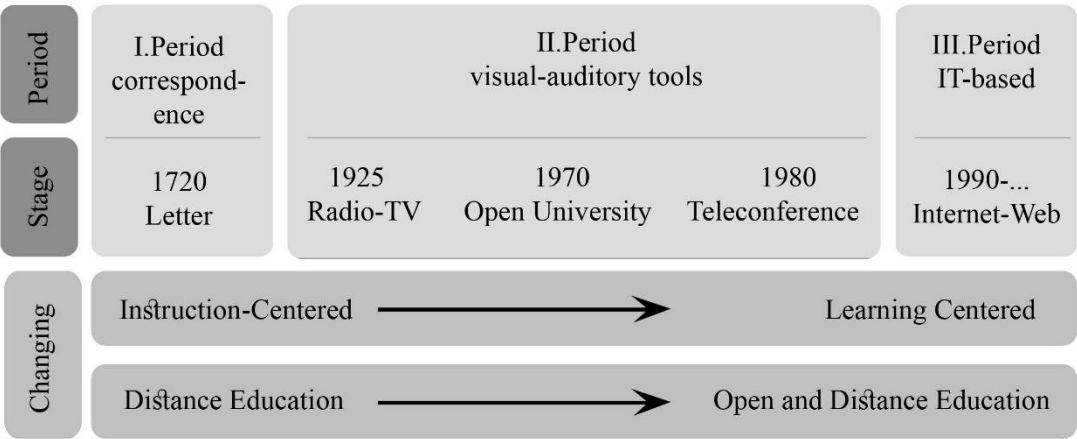 Period
I.Period
correspond-
ence
II.Period
visual-auditory tools
III.Period
IT-based
Stage
1720
Letter
1925
Radio-TV
1970
Open University
1980
Teleconference
1990-...
Internet-Web
Changing
Instruction-Centered
Learning Centered
Distance Education
Open and Distance Education